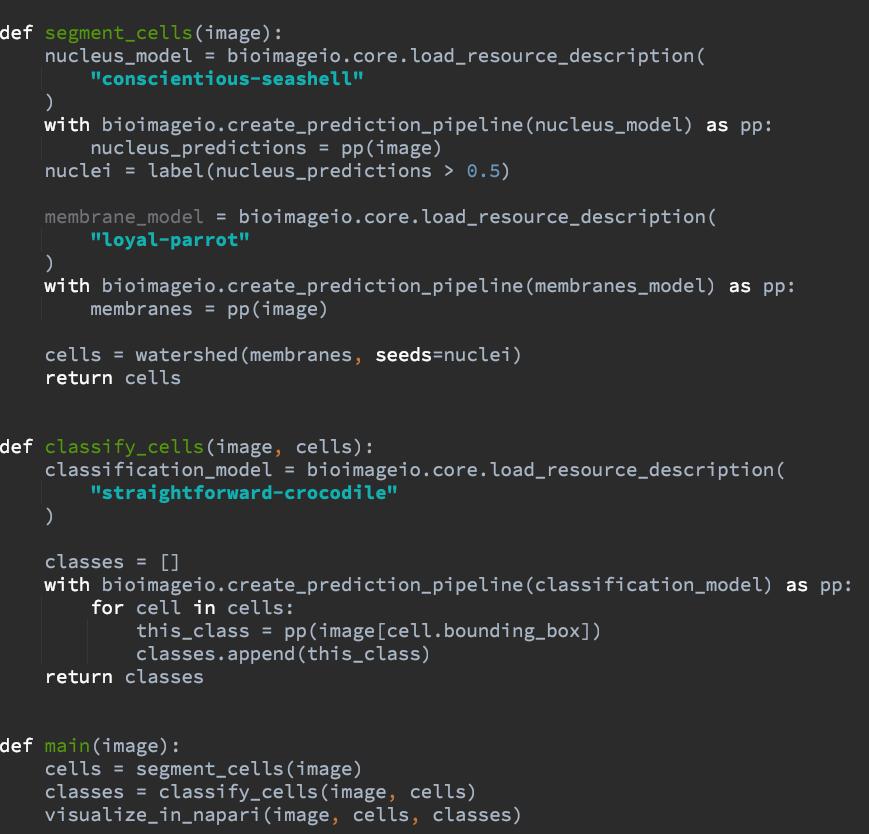 def segment_cells(image):
    nucleus_model = bioimageio.core.load_resource_description(
        "conscientious-seashell"
    )
    with bioimageio.create_prediction_pipeline(nucleus_model) as pp:
        nucleus_predictions = pp(image)
    nuclei = label(nucleus_predictions > 0.5)

    membrane_model = bioimageio.core.load_resource_description(
        "loyal-parrot"
    )
    with bioimageio.create_prediction_pipeline(membranes_model) as pp:
        membranes = pp(image)

    cells = watershed(membranes, seeds=nuclei)
    return cells


def classify_cells(image, cells):
    classification_model = bioimageio.core.load_resource_description(
        "straightforward-crocodile"
    )

    classes = []
    with bioimageio.create_prediction_pipeline(classification_model) as pp:
        for cell in cells:
            this_class = pp(image[cell.bounding_box])
            classes.append(this_class)
    return classes


def main(image):
    cells = segment_cells(image)
    classes = classify_cells(image, cells)
    visualize_in_napari(image, cells, classes)